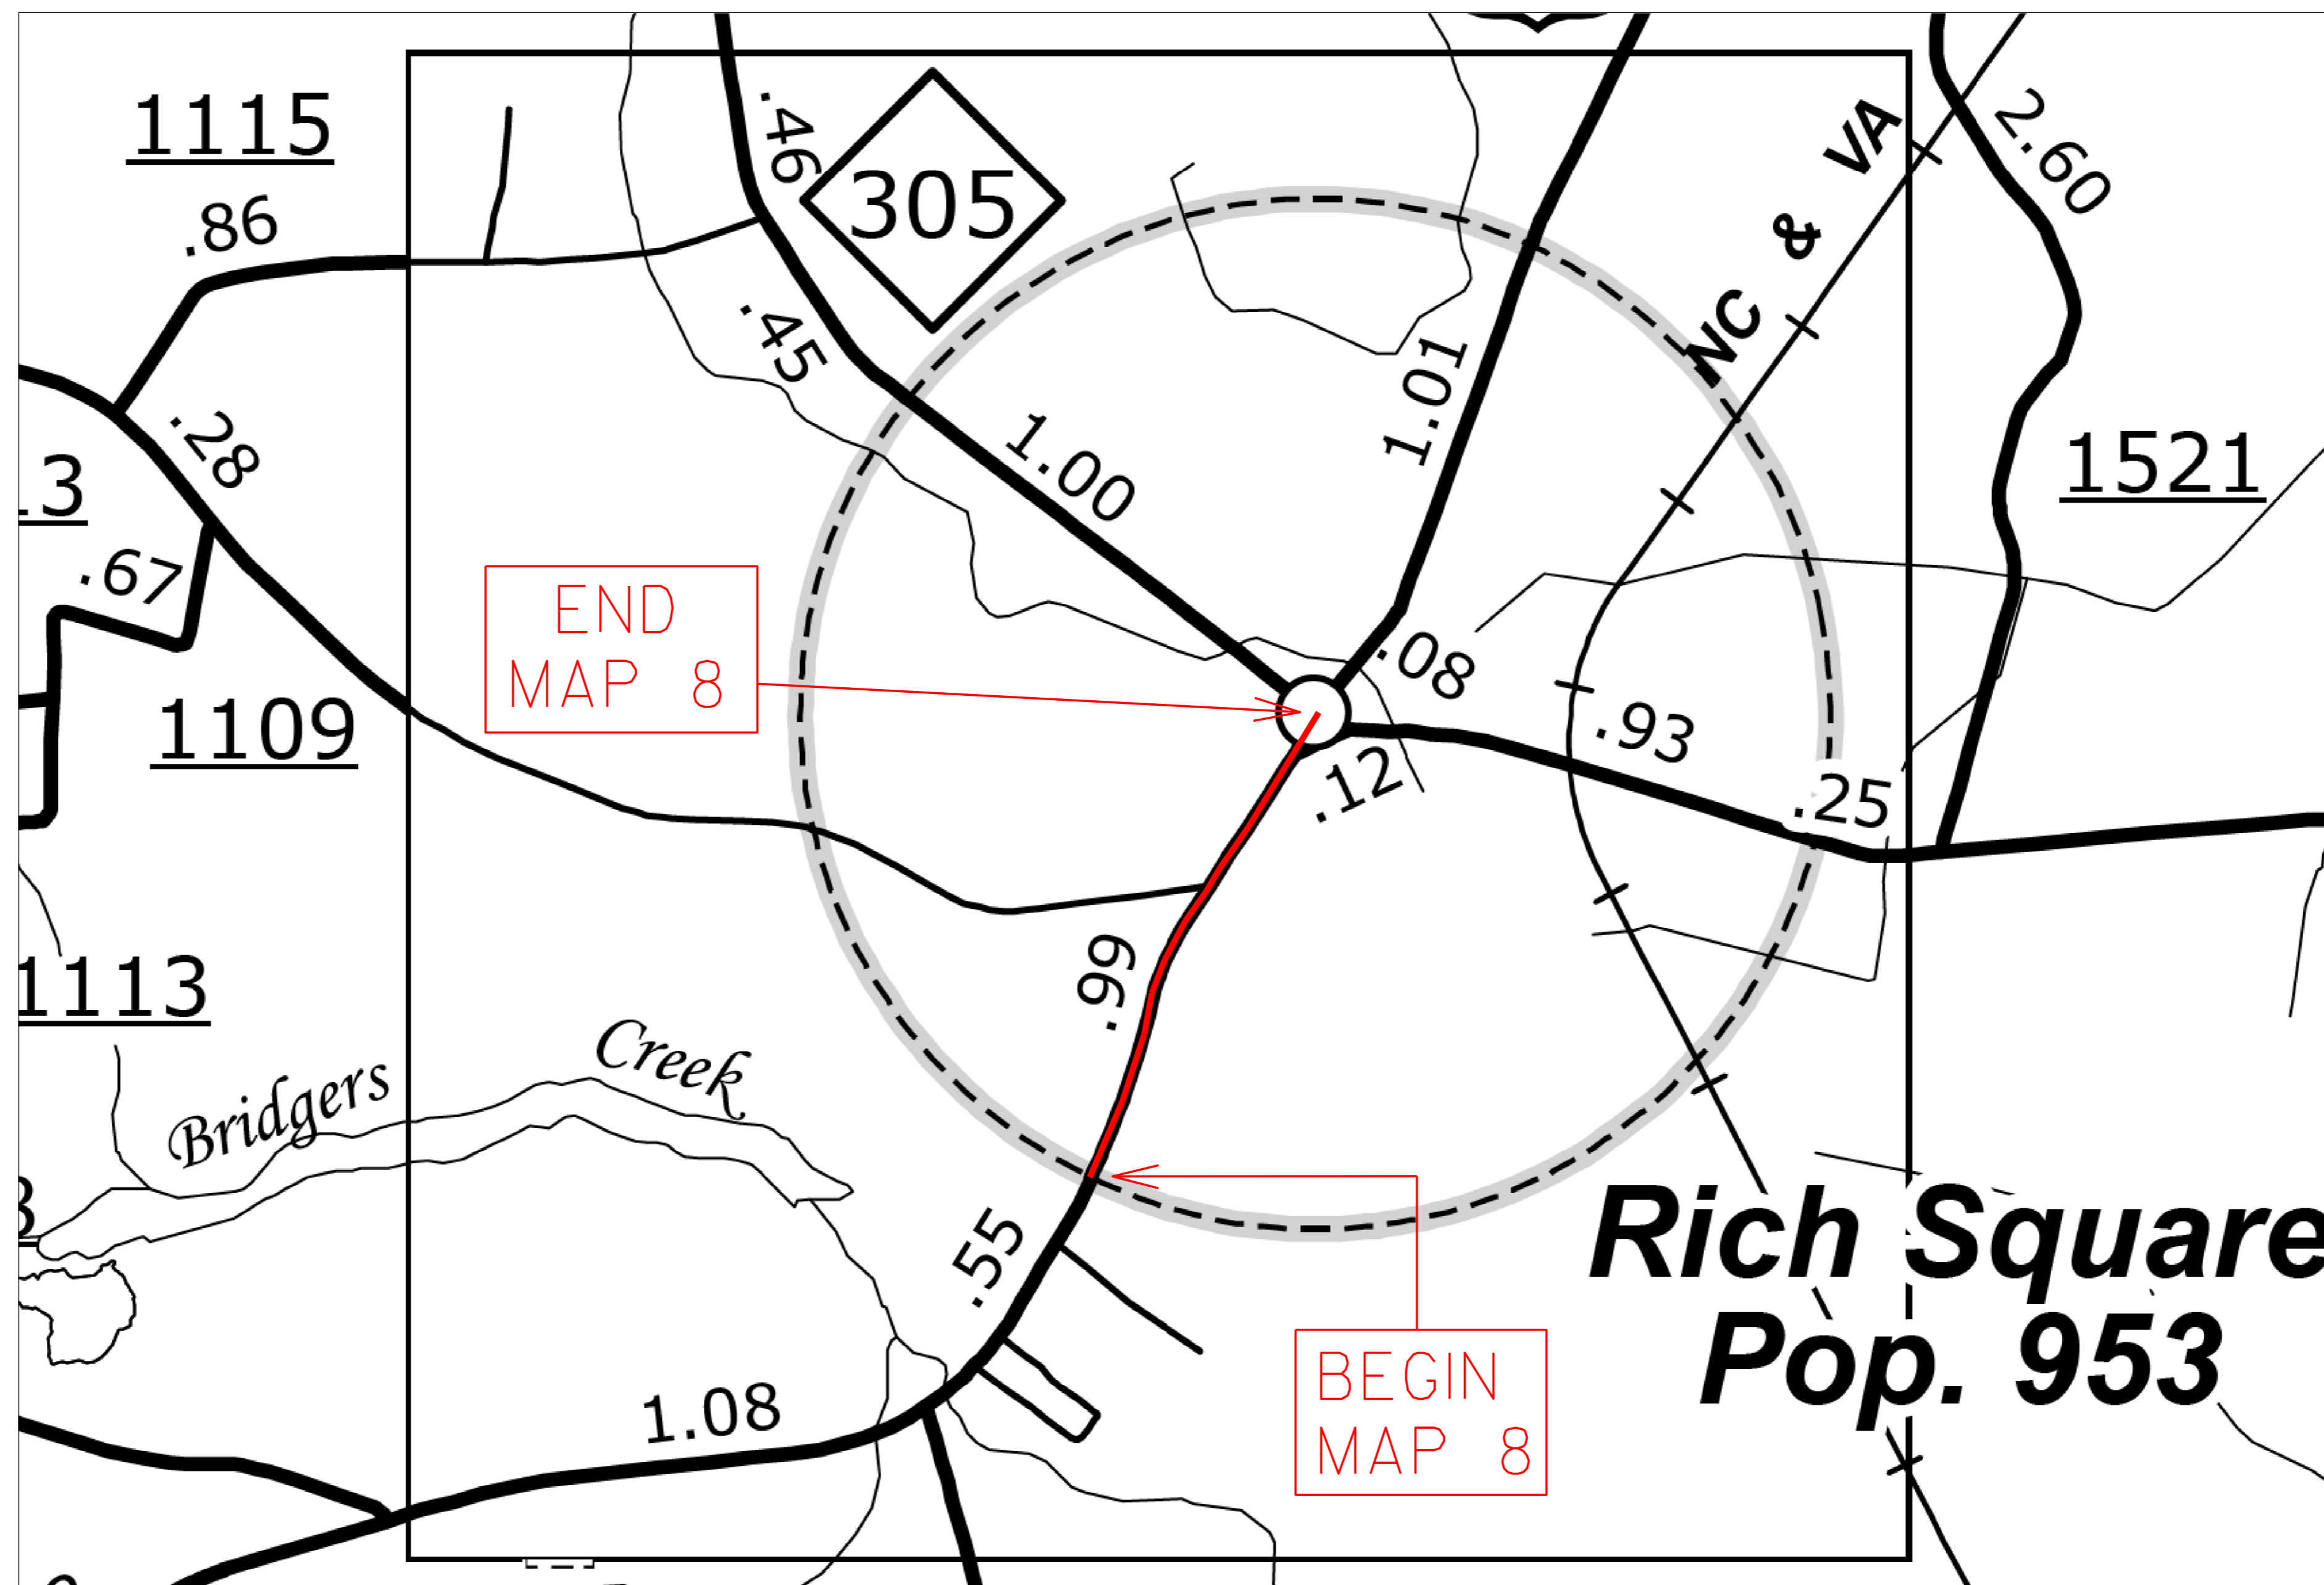 1115
.86
.46
305
.45
NC & VA
2.60
.28
1.00
1.01
1521
.67
END
MAP 8
.08
.93
1109
.12
.25
.99
1113
Bridgers Creek
.55
Rich Square
Pop. 953
BEGIN
MAP 8
1.08